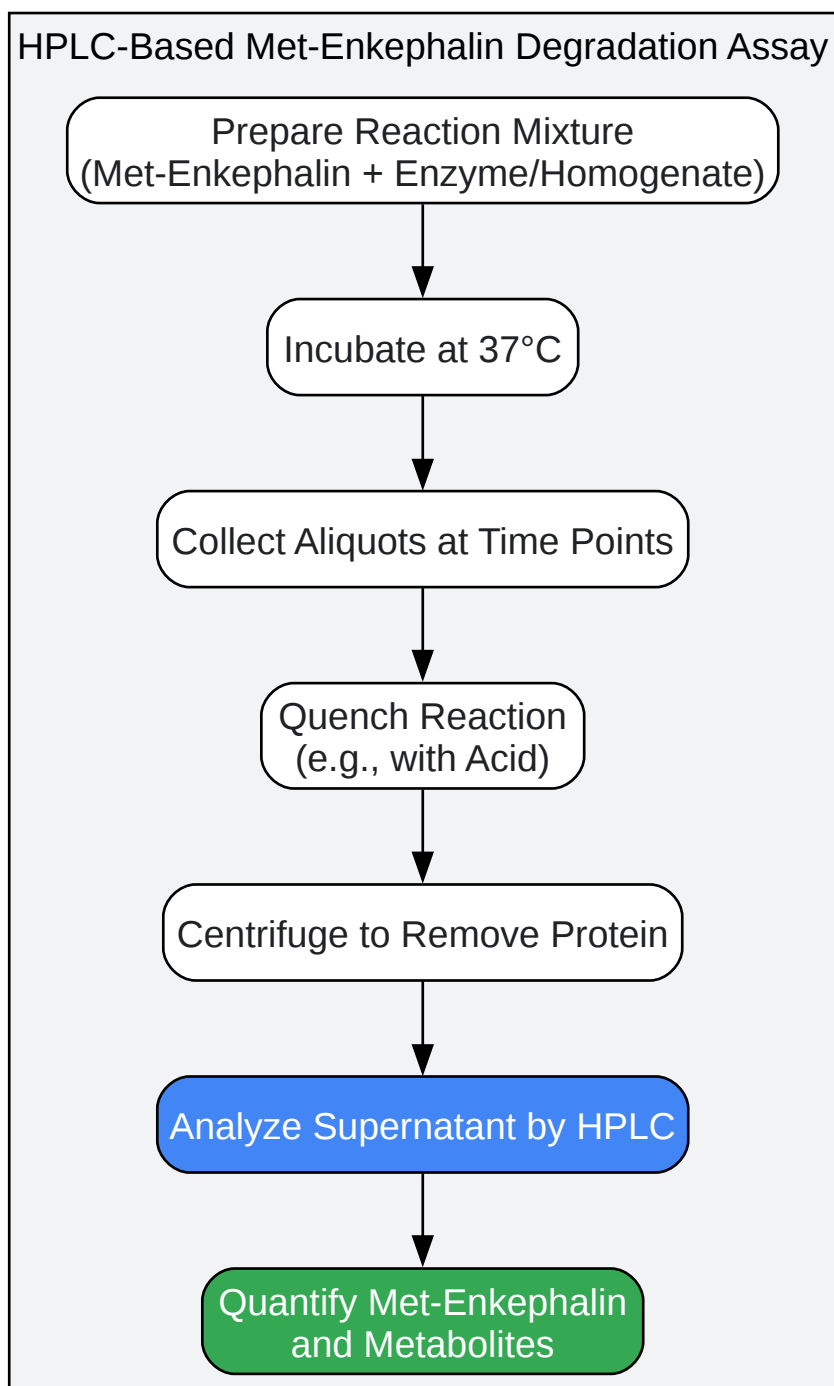 HPLC-Based Met-Enkephalin Degradation Assay
Prepare Reaction Mixture
(Met-Enkephalin + Enzyme/Homogenate)
Incubate at 37°C
Collect Aliquots at Time Points
Quench Reaction
(e.g., with Acid)
Centrifuge to Remove Protein
Analyze Supernatant by HPLC
Quantify Met-Enkephalin
and Metabolites